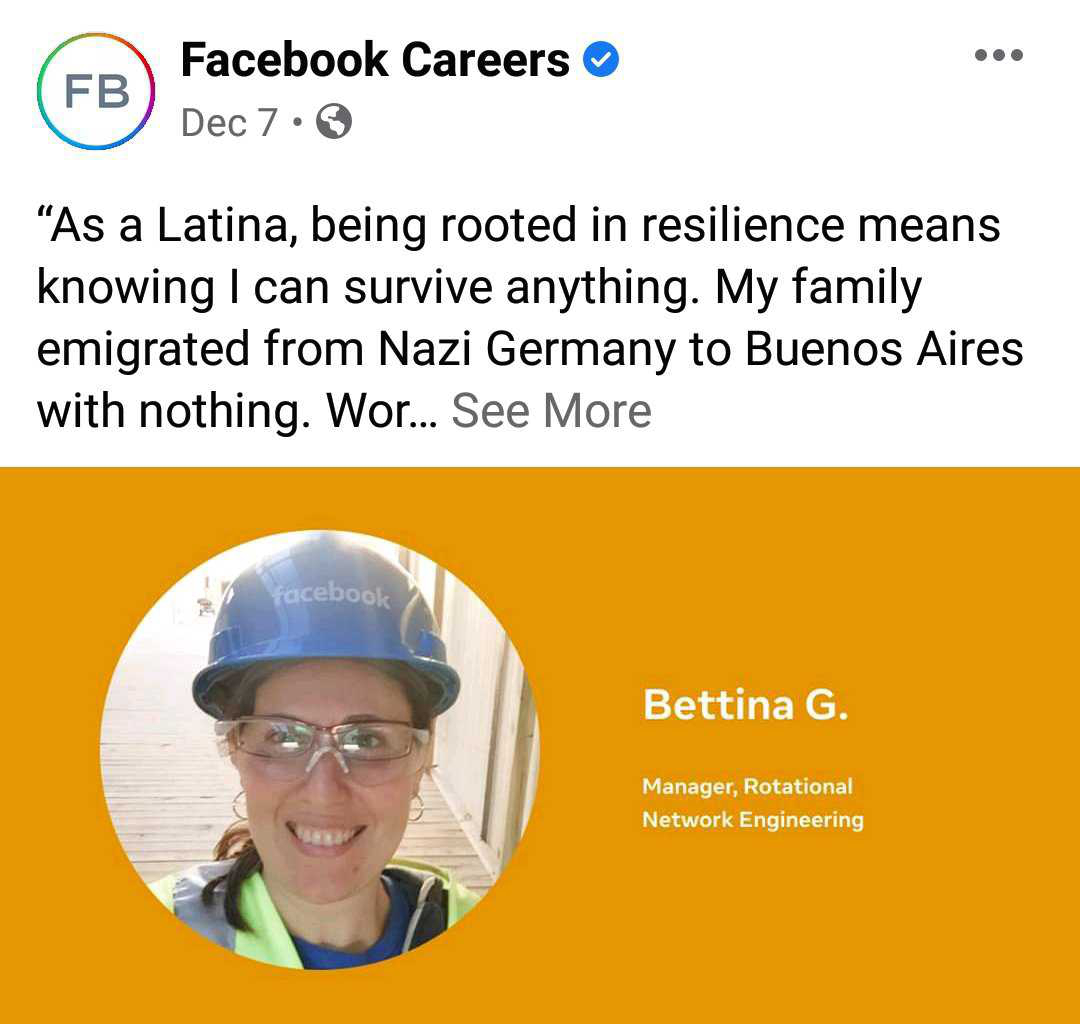 FB
Facebook Careers
Dec 7 •
“As a Latina, being rooted in resilience means
knowing I can survive anything. My family
emigrated from Nazi Germany to Buenos Aires
with nothing. Wor... See More
facebook
Bettina G.
Manager, Rotational
Network Engineering